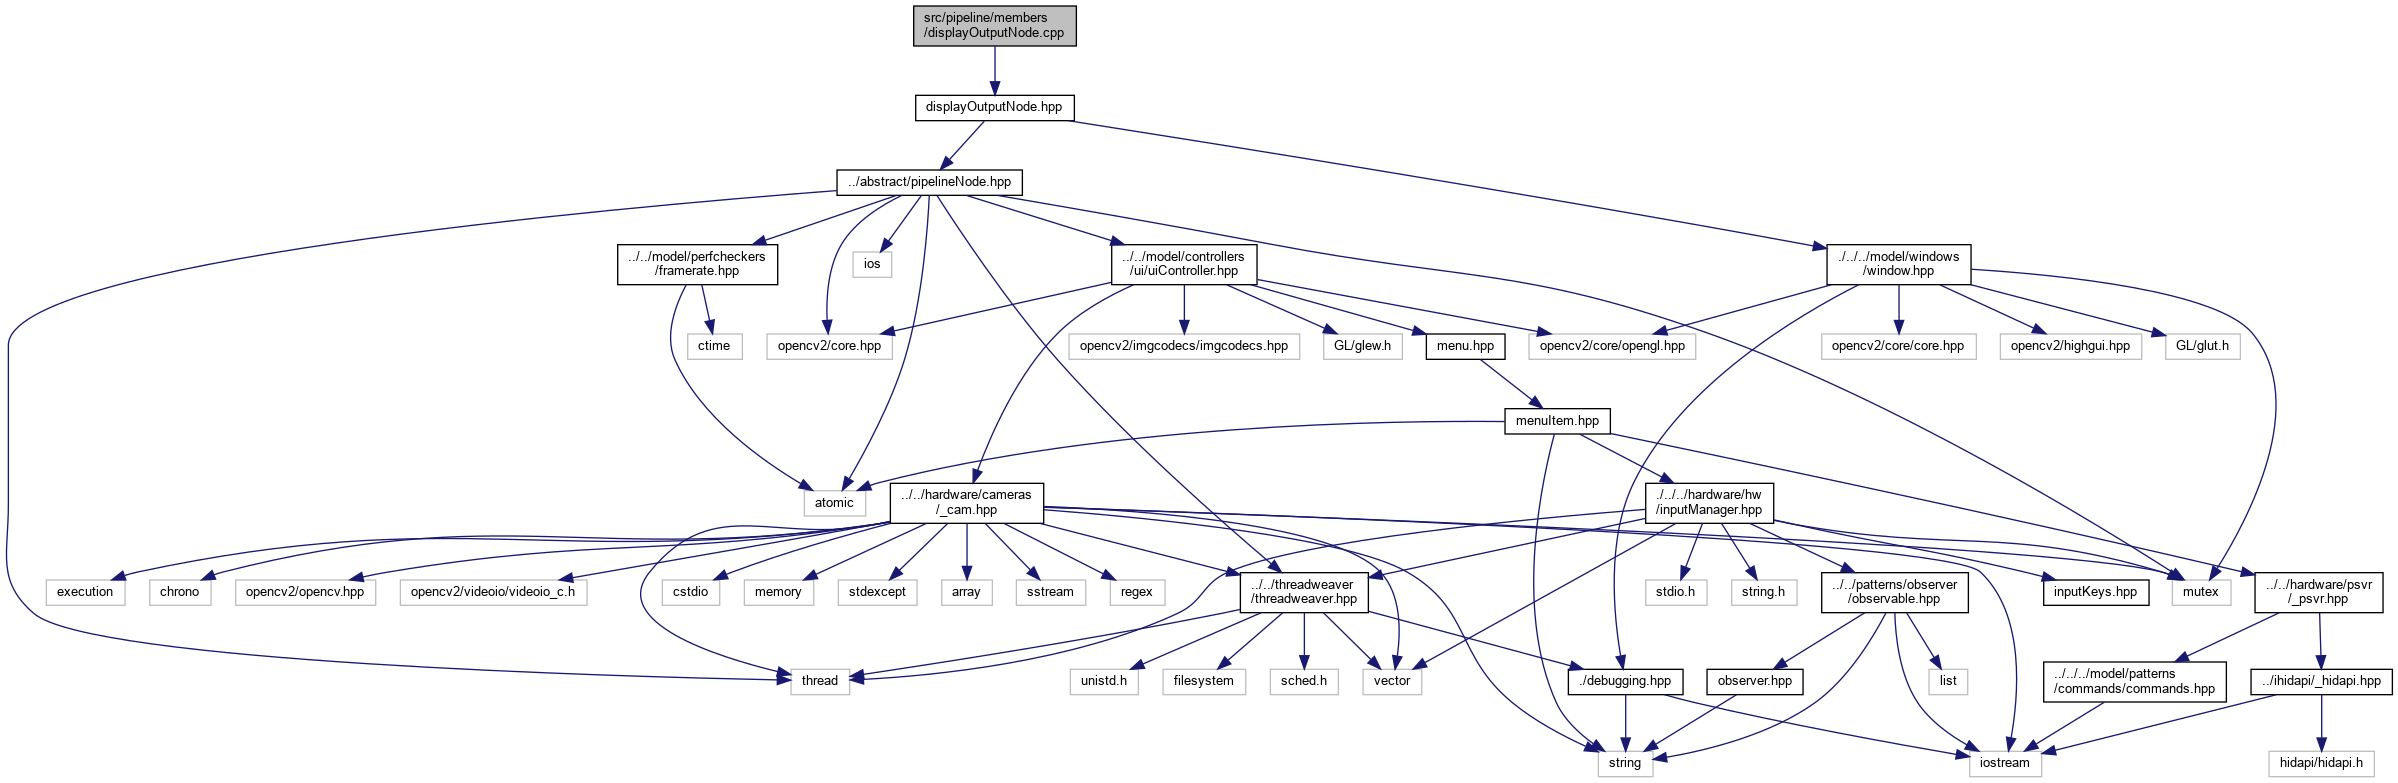 src/pipeline/members
/displayOutputNode.cpp
displayOutputNode.hpp
../abstract/pipelineNode.hpp
../../model/perfcheckers
/framerate.hpp
ios
../../model/controllers
/ui/uiController.hpp
./../../model/windows
/window.hpp
ctime
opencv2/core.hpp
opencv2/imgcodecs/imgcodecs.hpp
GL/glew.h
menu.hpp
opencv2/core/opengl.hpp
opencv2/core/core.hpp
opencv2/highgui.hpp
GL/glut.h
menuItem.hpp
atomic
../../hardware/cameras
/_cam.hpp
./../../hardware/hw
/inputManager.hpp
execution
chrono
opencv2/opencv.hpp
opencv2/videoio/videoio_c.h
cstdio
memory
stdexcept
array
sstream
regex
../../threadweaver
/threadweaver.hpp
stdio.h
string.h
../../patterns/observer
/observable.hpp
inputKeys.hpp
mutex
../../hardware/psvr
/_psvr.hpp
thread
unistd.h
filesystem
sched.h
vector
./debugging.hpp
observer.hpp
list
../../../model/patterns
/commands/commands.hpp
../ihidapi/_hidapi.hpp
string
iostream
hidapi/hidapi.h